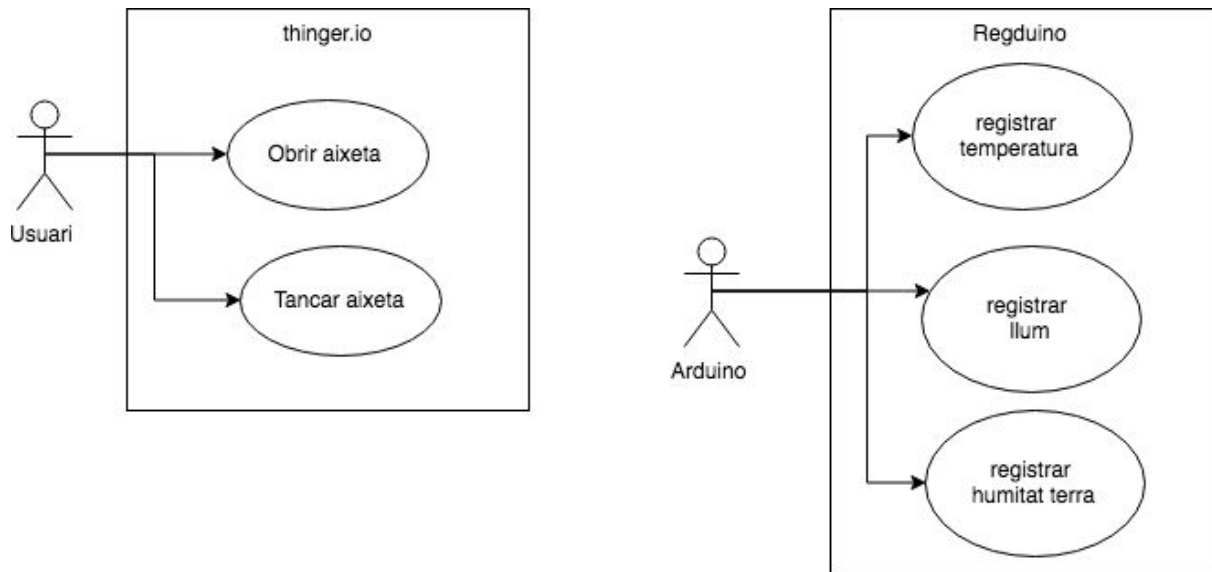 thinger.io
Obrir aixeta
Usuari
Tancar aixeta
Regduino
registrar
temperatura
registrar
llum
Arduino
registrar
humitat terra